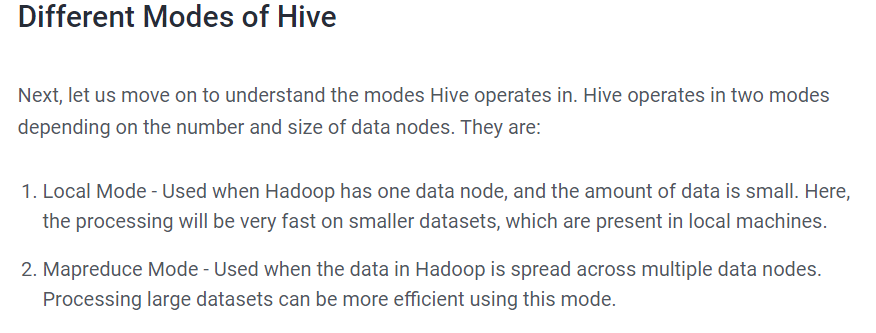 Different Modes of Hive
Next, let us move on to understand the modes Hive operates in. Hive operates in two modes
depending on the number and size of data nodes. They are:
1. Local Mode - Used when Hadoop has one data node, and the amount of data is small. Here,
the processing will be very fast on smaller datasets, which are present in local machines.
2. Mapreduce Mode - Used when the data in Hadoop is spread across multiple data nodes.
Processing large datasets can be more efficient using this mode.